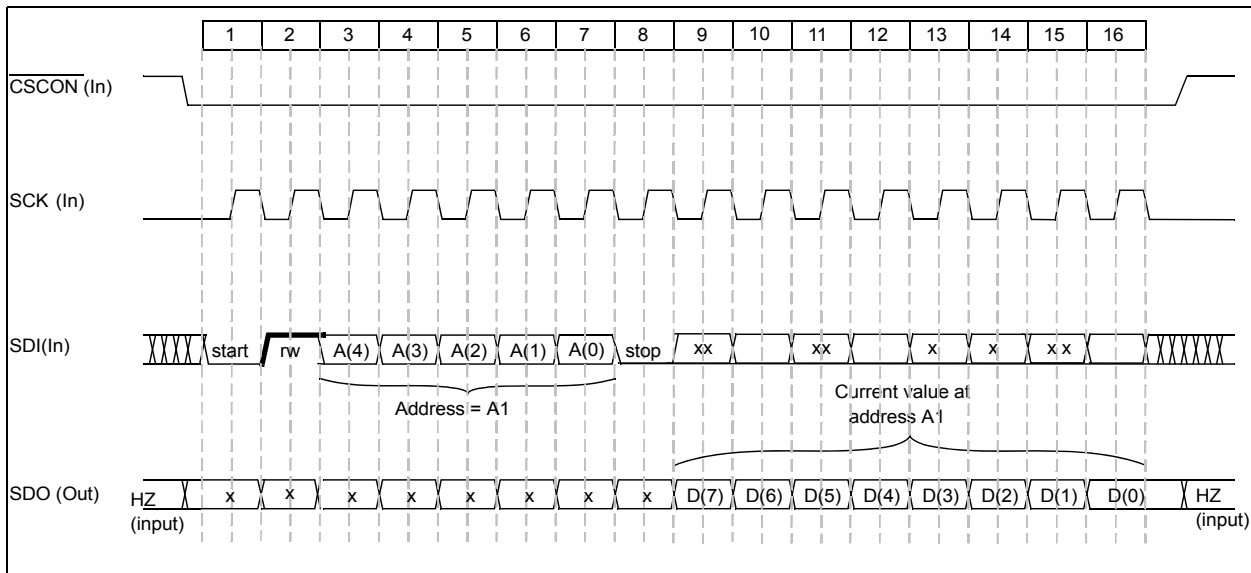 1 2 3 4 5 6 7 8 9 10 11 12 13 14 15 16
CSCON (In)
SCK (In)
SDI(In) start rw A(4) A(3) A(2) A(1) A(0) stop xx xx x x x x
Address = A1
Current value at
address A1
SDO (Out) HZ x x x x x x x x D(7) D(6) D(5) D(4) D(3) D(2) D(1) D(0) HZ
(input) (input)